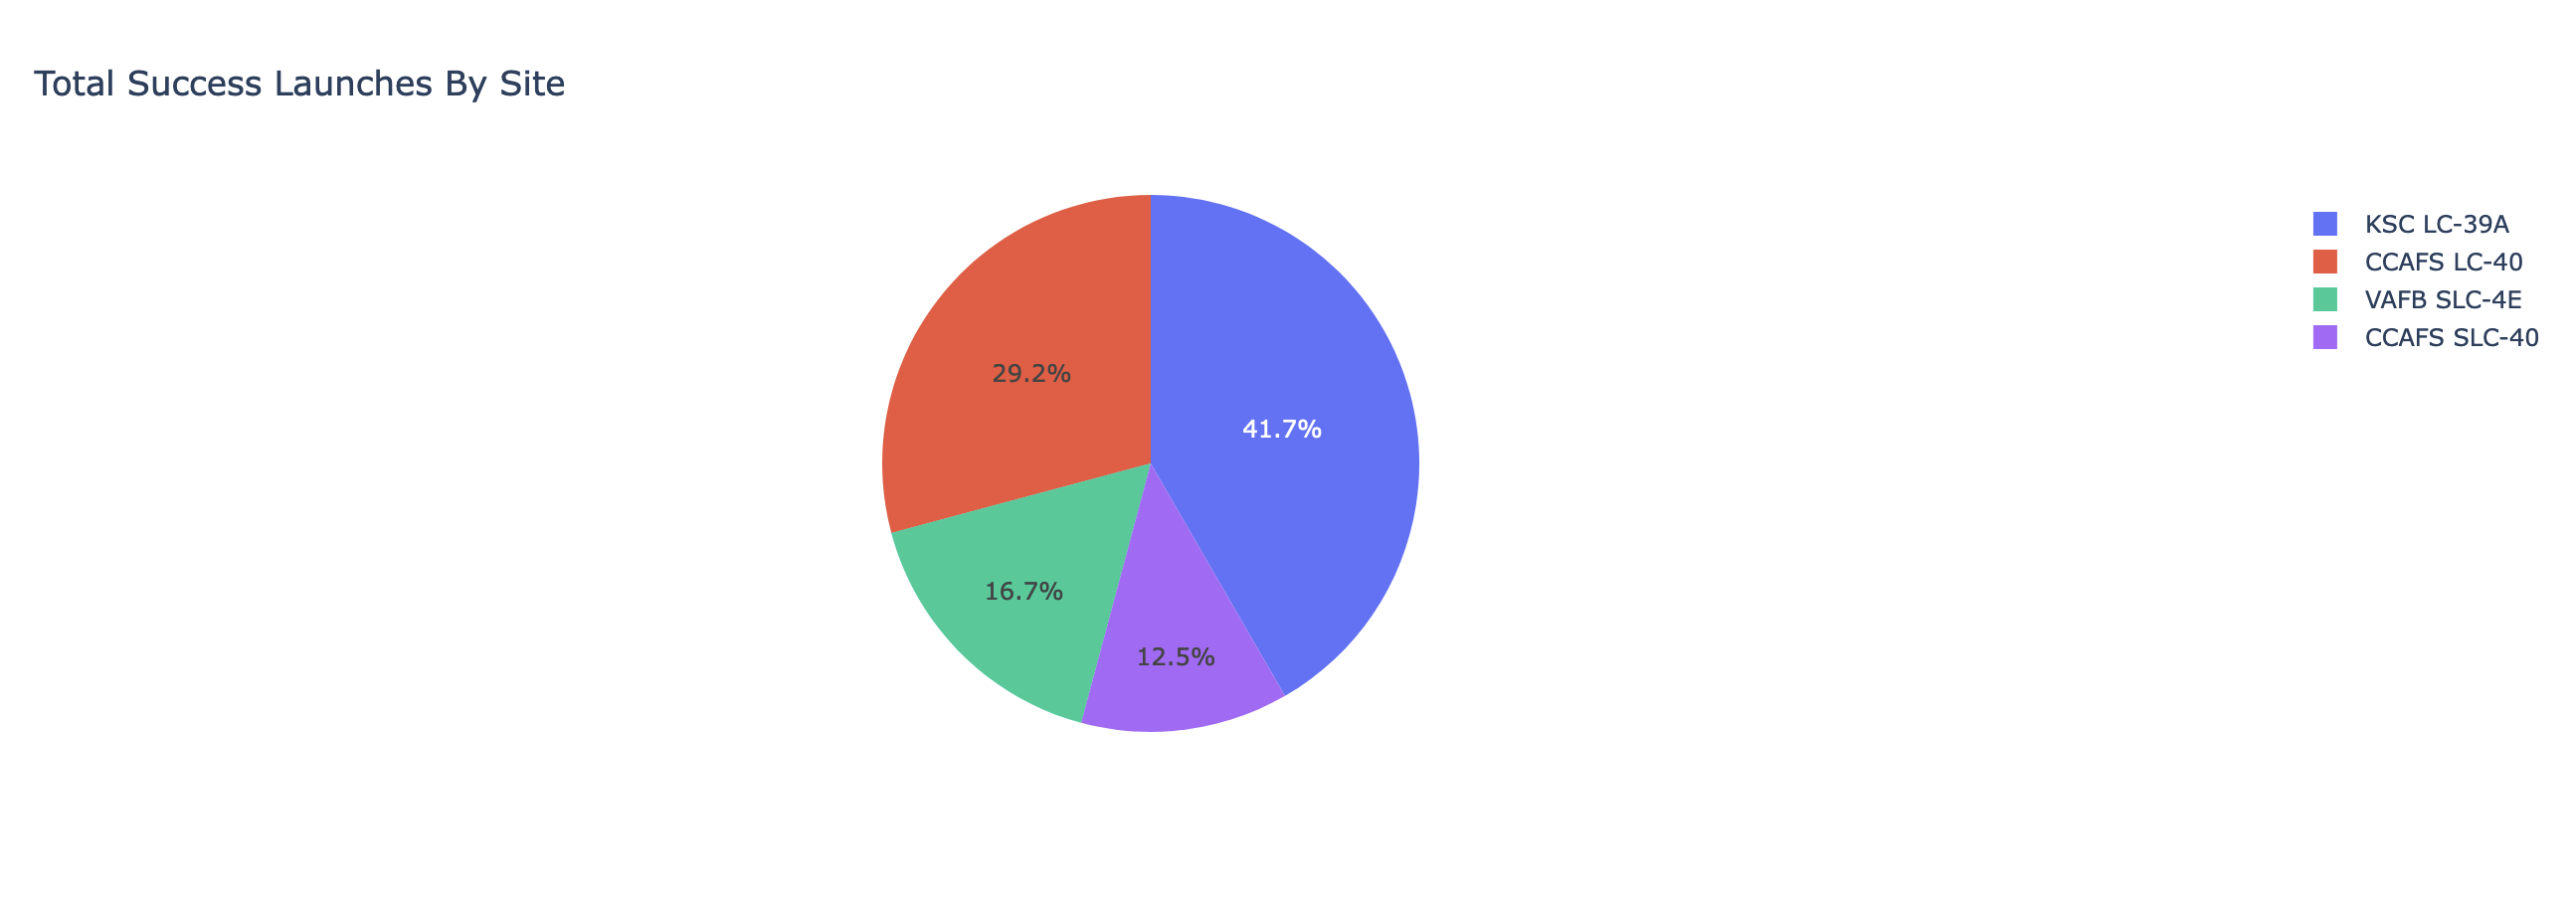 Total Success Launches By Site
KSC LC-39A
CCAFS LC-40
VAFB SLC-4E
CCAFS SLC-40
29.2%
41.7%
16.7%
12.5%